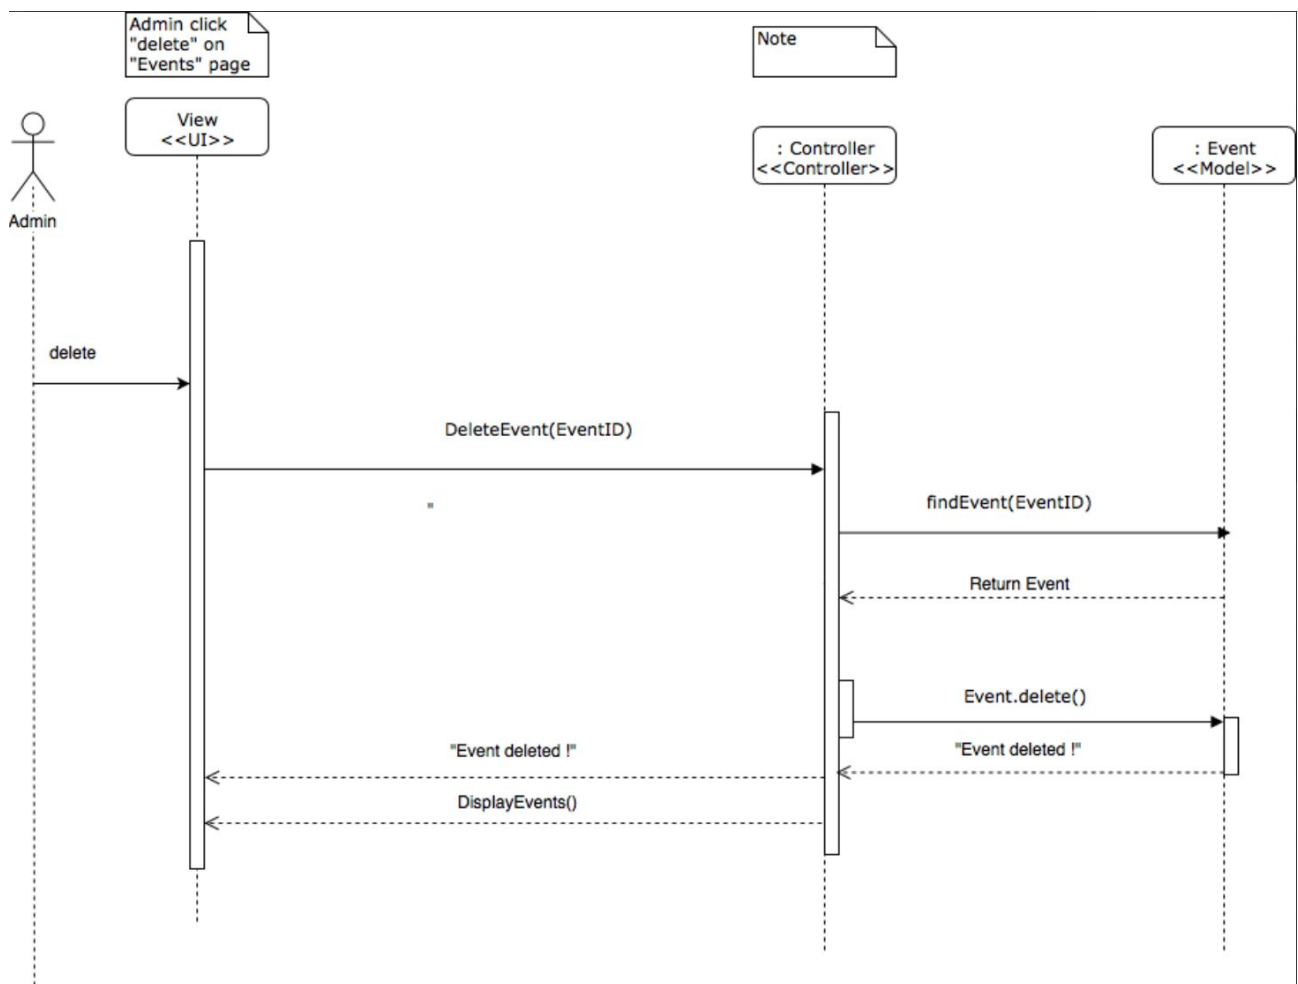 Admin click
"delete" on
"Events" page
Note
View
<<UI>>
: Controller
<<Controller>>
: Event
<<Model>>
Admin
delete
DeleteEvent(EventID)
"
findEvent(EventID)
Return Event
Event.delete()
"Event deleted !"
"Event deleted !"
DisplayEvents()